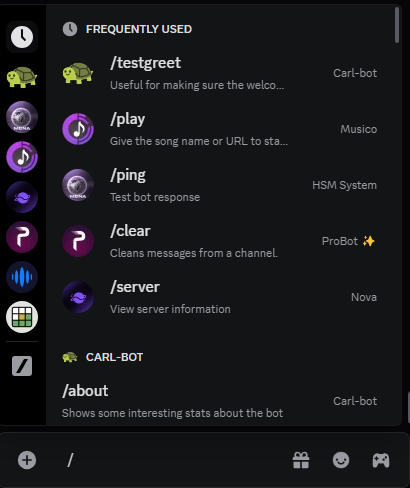 FREQUENTLY USED
/testgreet
Useful for making sure the welco...
Carl-bot
/play
Give the song name or URL to sta...
Musico
/ping
Test bot response
HSM System
/clear
Cleans messages from a channel.
ProBot ✨
/server
View server information
Nova
CARL-BOT
/about
Shows some interesting stats about the bot
Carl-bot
/